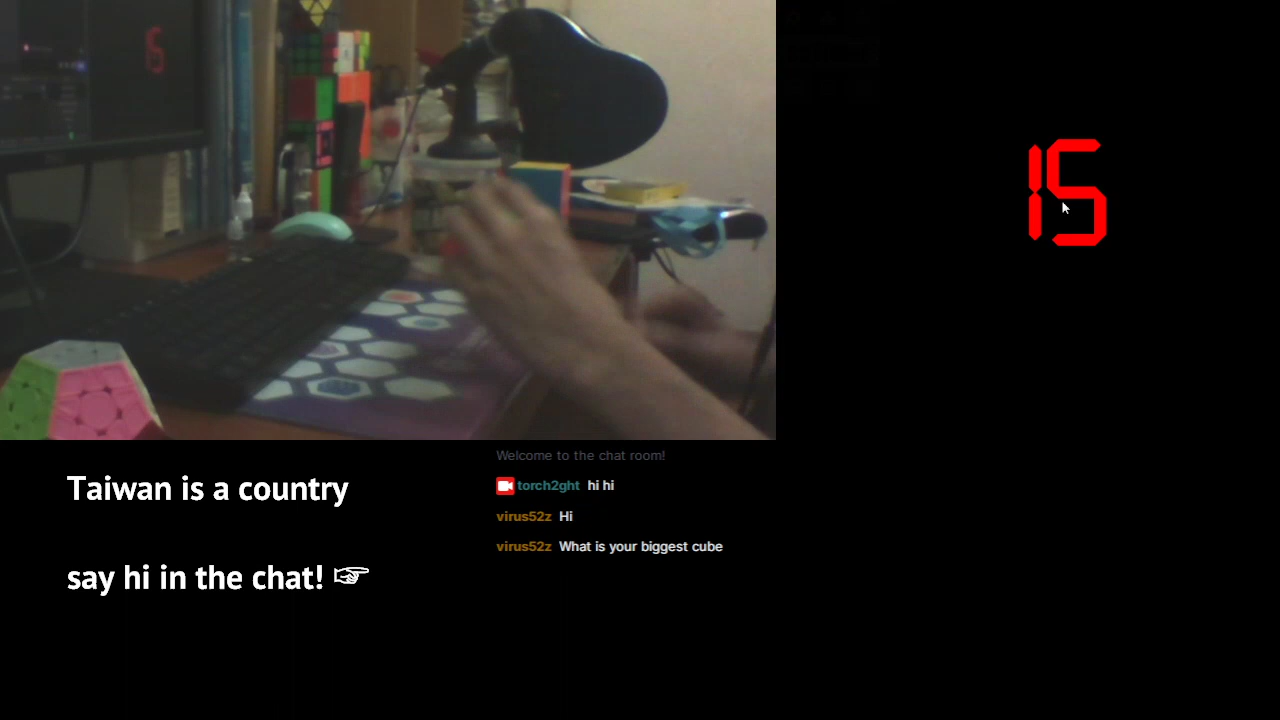 15
15
Welcome to the chat room!
torch2ght hi hi
Taiwan is a country
virus52z Hi
virus52z What is your biggest cube
say hi in the chat! ☞